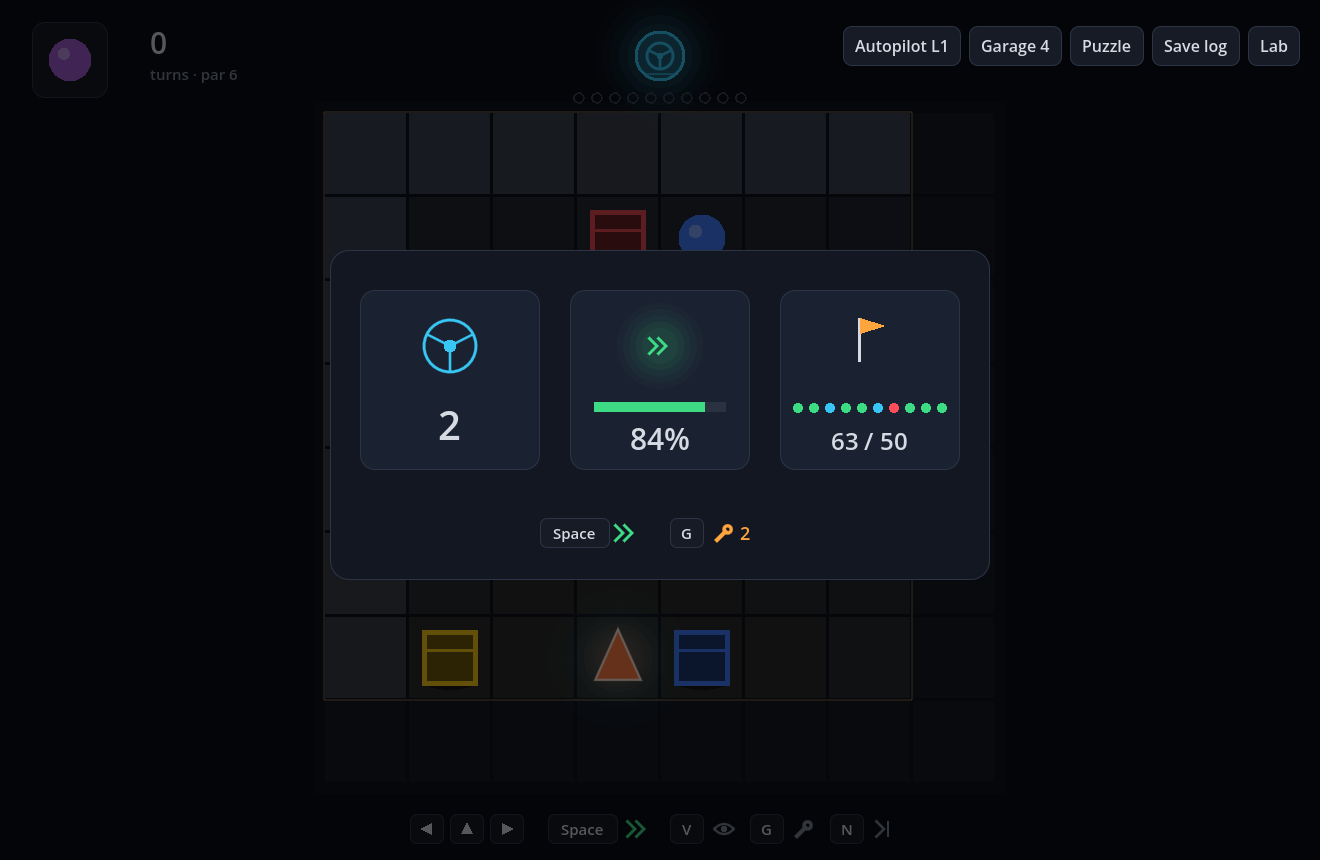 0
turns · par 6
Autopilot L1
Garage 4
Puzzle
Save log
Lab
2
84%
63 / 50
Space
G
2
Space
V
G
N